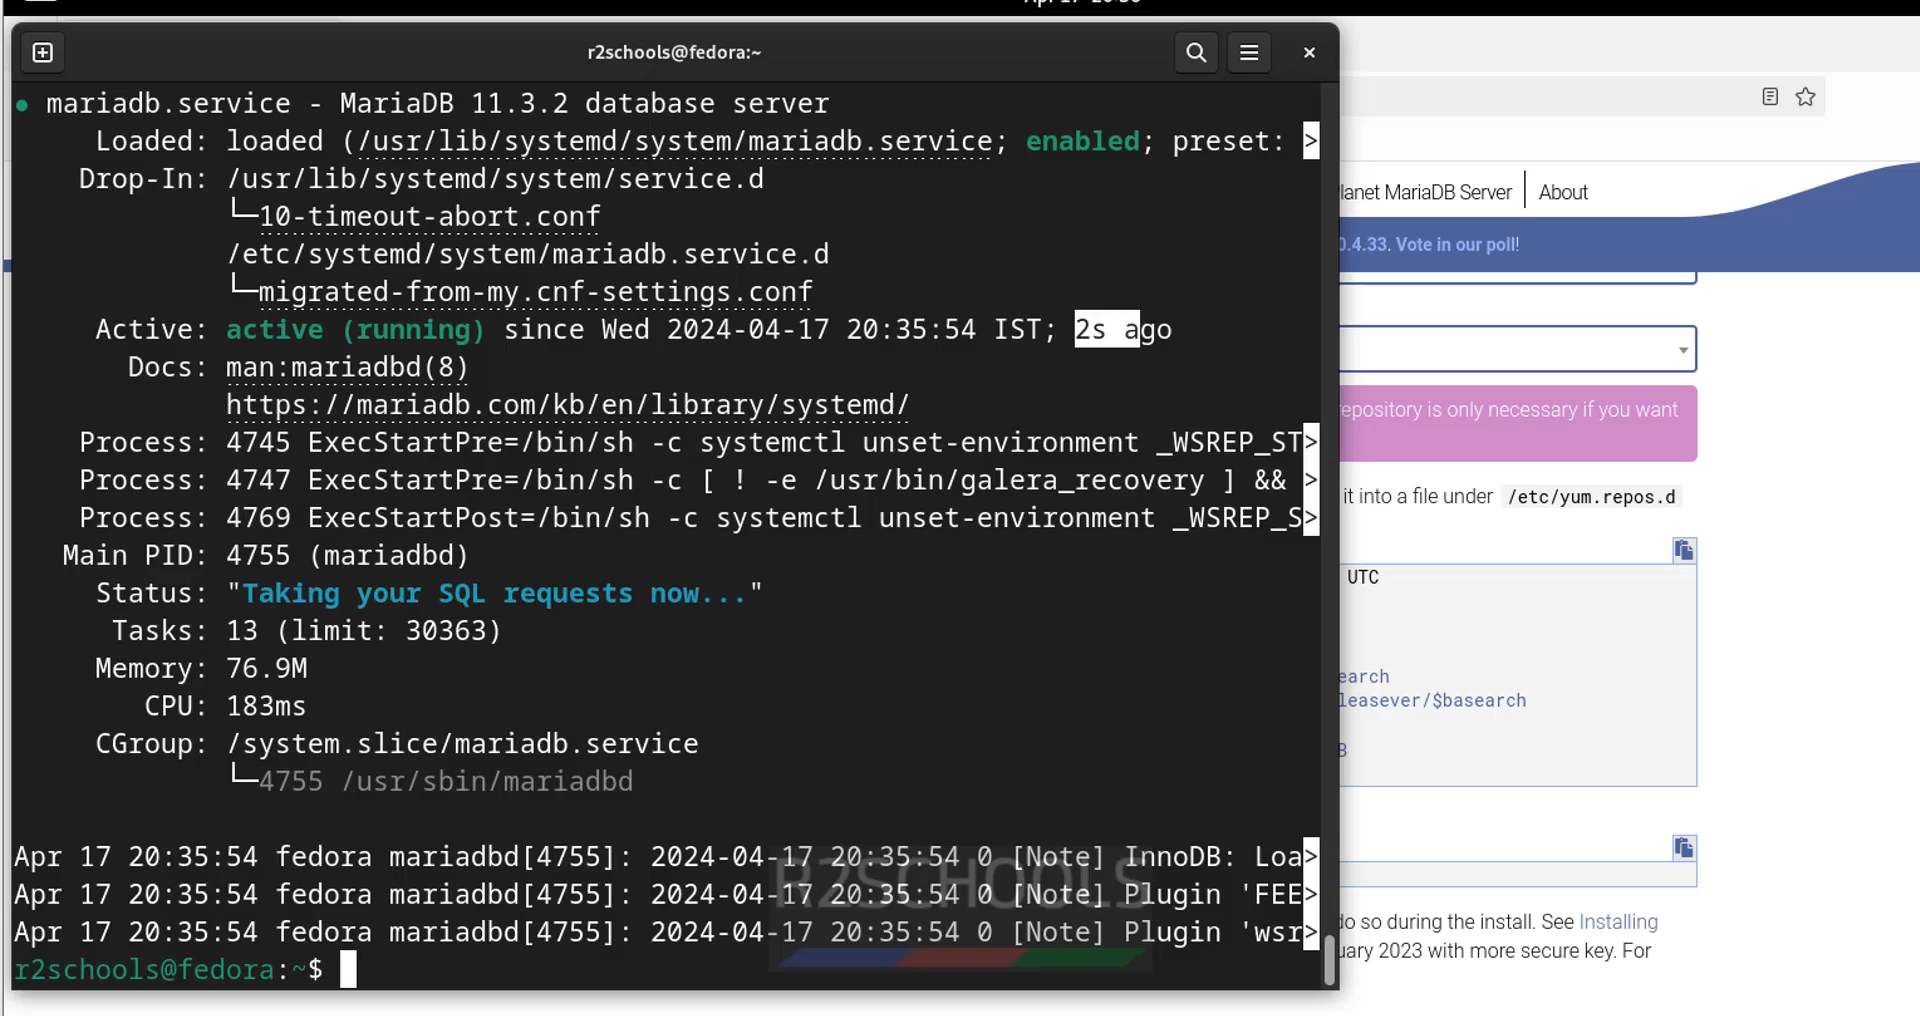 r2schools@fedora:~
● mariadb.service - MariaDB 11.3.2 database server
Loaded: loaded (/usr/lib/systemd/system/mariadb.service; enabled; preset: >
Drop-In: /usr/lib/systemd/system/service.d
└─10-timeout-abort.conf
/etc/systemd/system/mariadb.service.d
└─migrated-from-my.cnf-settings.conf
Active: active (running) since Wed 2024-04-17 20:35:54 IST; 2s ago
Docs: man:mariadbd(8)
https://mariadb.com/kb/en/library/systemd/
Process: 4745 ExecStartPre=/bin/sh -c systemctl unset-environment _WSREP_ST>
Process: 4747 ExecStartPre=/bin/sh -c [ ! -e /usr/bin/galera_recovery ] && >
Process: 4769 ExecStartPost=/bin/sh -c systemctl unset-environment _WSREP_S>
Main PID: 4755 (mariadbd)
Status: "Taking your SQL requests now..."
Tasks: 13 (limit: 30363)
Memory: 76.9M
CPU: 183ms
CGroup: /system.slice/mariadb.service
└─4755 /usr/sbin/mariadbd
Apr 17 20:35:54 fedora mariadbd[4755]: 2024-04-17 20:35:54 0 [Note] InnoDB: Loa>
Apr 17 20:35:54 fedora mariadbd[4755]: 2024-04-17 20:35:54 0 [Note] Plugin 'FEE>
Apr 17 20:35:54 fedora mariadbd[4755]: 2024-04-17 20:35:54 0 [Note] Plugin 'wsr>
r2schools@fedora:~$
R2SCHOOLS
lanet MariaDB Server | About
0.4.33. Vote in our poll!
repository is only necessary if you want
it into a file under /etc/yum.repos.d
UTC
earch
leasever/$basearch
do so during the install. See Installing
uary 2023 with more secure key. For